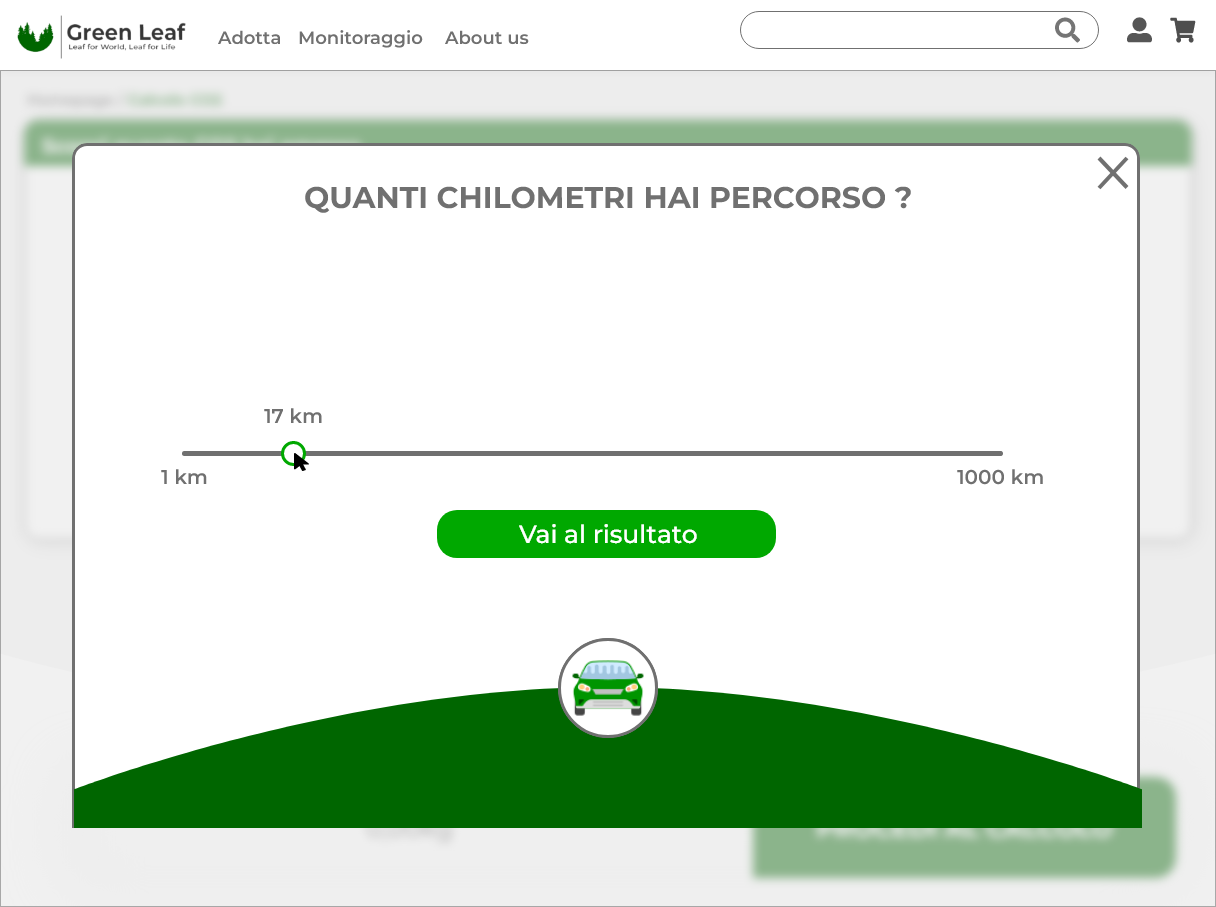 Green Leaf
Leaf for World, Leaf for Life
Adotta Monitoraggio About us
QUANTI CHILOMETRI HAI PERCORSO ?
17 km
1 km
1000 km
Vai al risultato